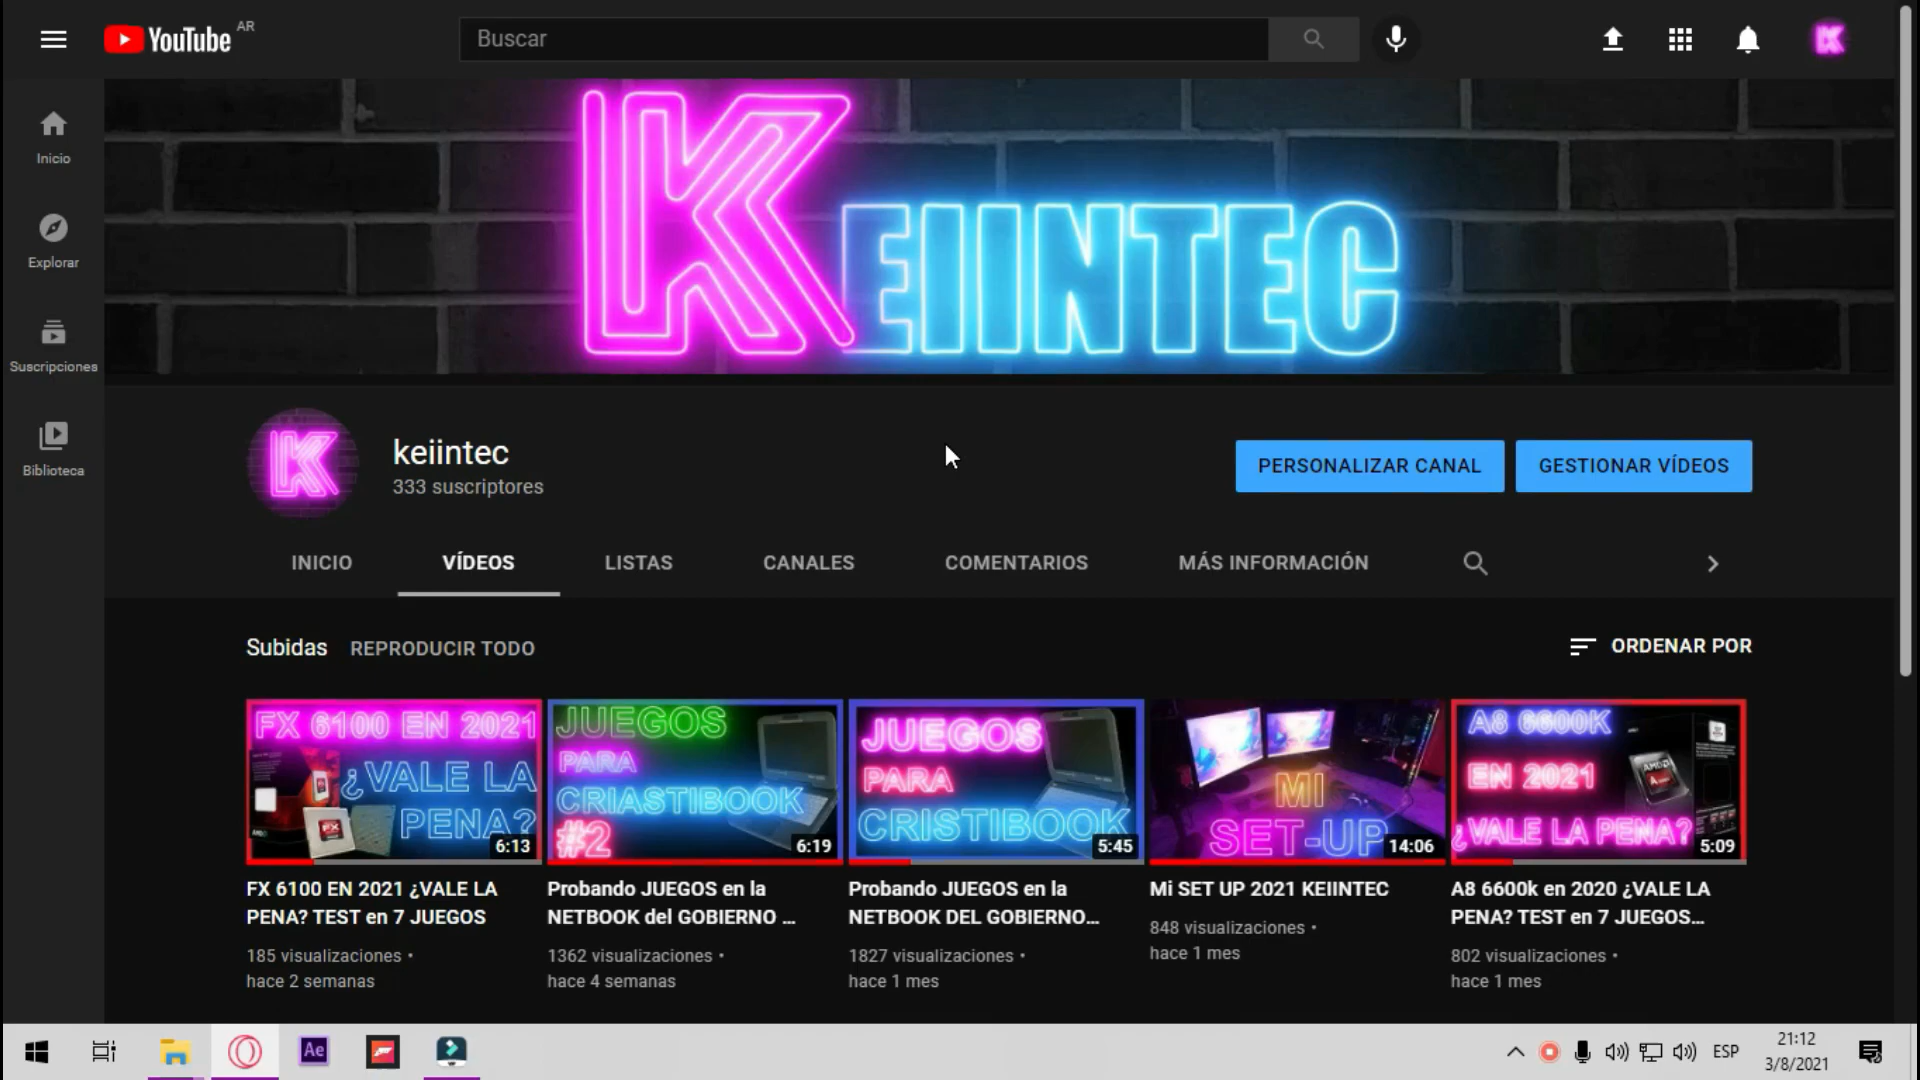 YouTube AR
Buscar
Inicio
Explorar
Suscripciones
Biblioteca
KEIINTEC
keiintec
333 suscriptores
PERSONALIZAR CANAL
GESTIONAR VÍDEOS
INICIO
VÍDEOS
LISTAS
CANALES
COMENTARIOS
MÁS INFORMACIÓN
Subidas
REPRODUCIR TODO
ORDENAR POR
FX 6100 EN 2021
¿VALE LA
PENA?
6:13
JUEGOS
PARA
CRIASTIBOOK
#2
6:19
JUEGOS
PARA
CRISTIBOOK
5:45
MI
SET-UP
14:06
A8 6600K
EN 2021
¿VALE LA PENA?
AMD
5:09
FX 6100 EN 2021 ¿VALE LA
PENA? TEST en 7 JUEGOS
185 visualizaciones •
hace 2 semanas
Probando JUEGOS en la
NETBOOK del GOBIERNO ...
1362 visualizaciones •
hace 4 semanas
Probando JUEGOS en la
NETBOOK DEL GOBIERNO...
1827 visualizaciones •
hace 1 mes
Mi SET UP 2021 KEIINTEC
848 visualizaciones •
hace 1 mes
A8 6600k en 2020 ¿VALE LA
PENA? TEST en 7 JUEGOS...
802 visualizaciones •
hace 1 mes
Ae
ESP
21:12
3/8/2021